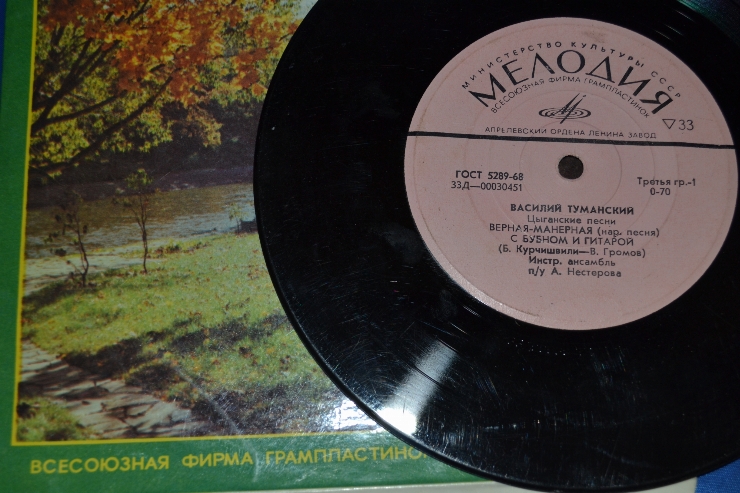 МИНИСТЕРСТВО КУЛЬТУРЫ СССР
МЕЛОДИЯ
ВСЕСОЮЗНАЯ ФИРМА ГРАМПЛАСТИНОК
АПРЕЛЕВСКИЙ ОРДЕНА ЛЕНИНА ЗАВОД
▽33
ГОСТ 5289-68
33Д—00030451
Третья гр.-1
0-70
ВАСИЛИЙ ТУМАНСКИЙ
Цыганские песни
ВЕРНАЯ-МАНЕРНАЯ (нар. песня)
С БУБНОМ И ГИТАРОЙ
(Б. Курчишвили—В. Громов)
Инстр. ансамбль
п/у А. Нестерова
ВСЕСОЮЗНАЯ ФИРМА ГРАМПЛАСТИНО